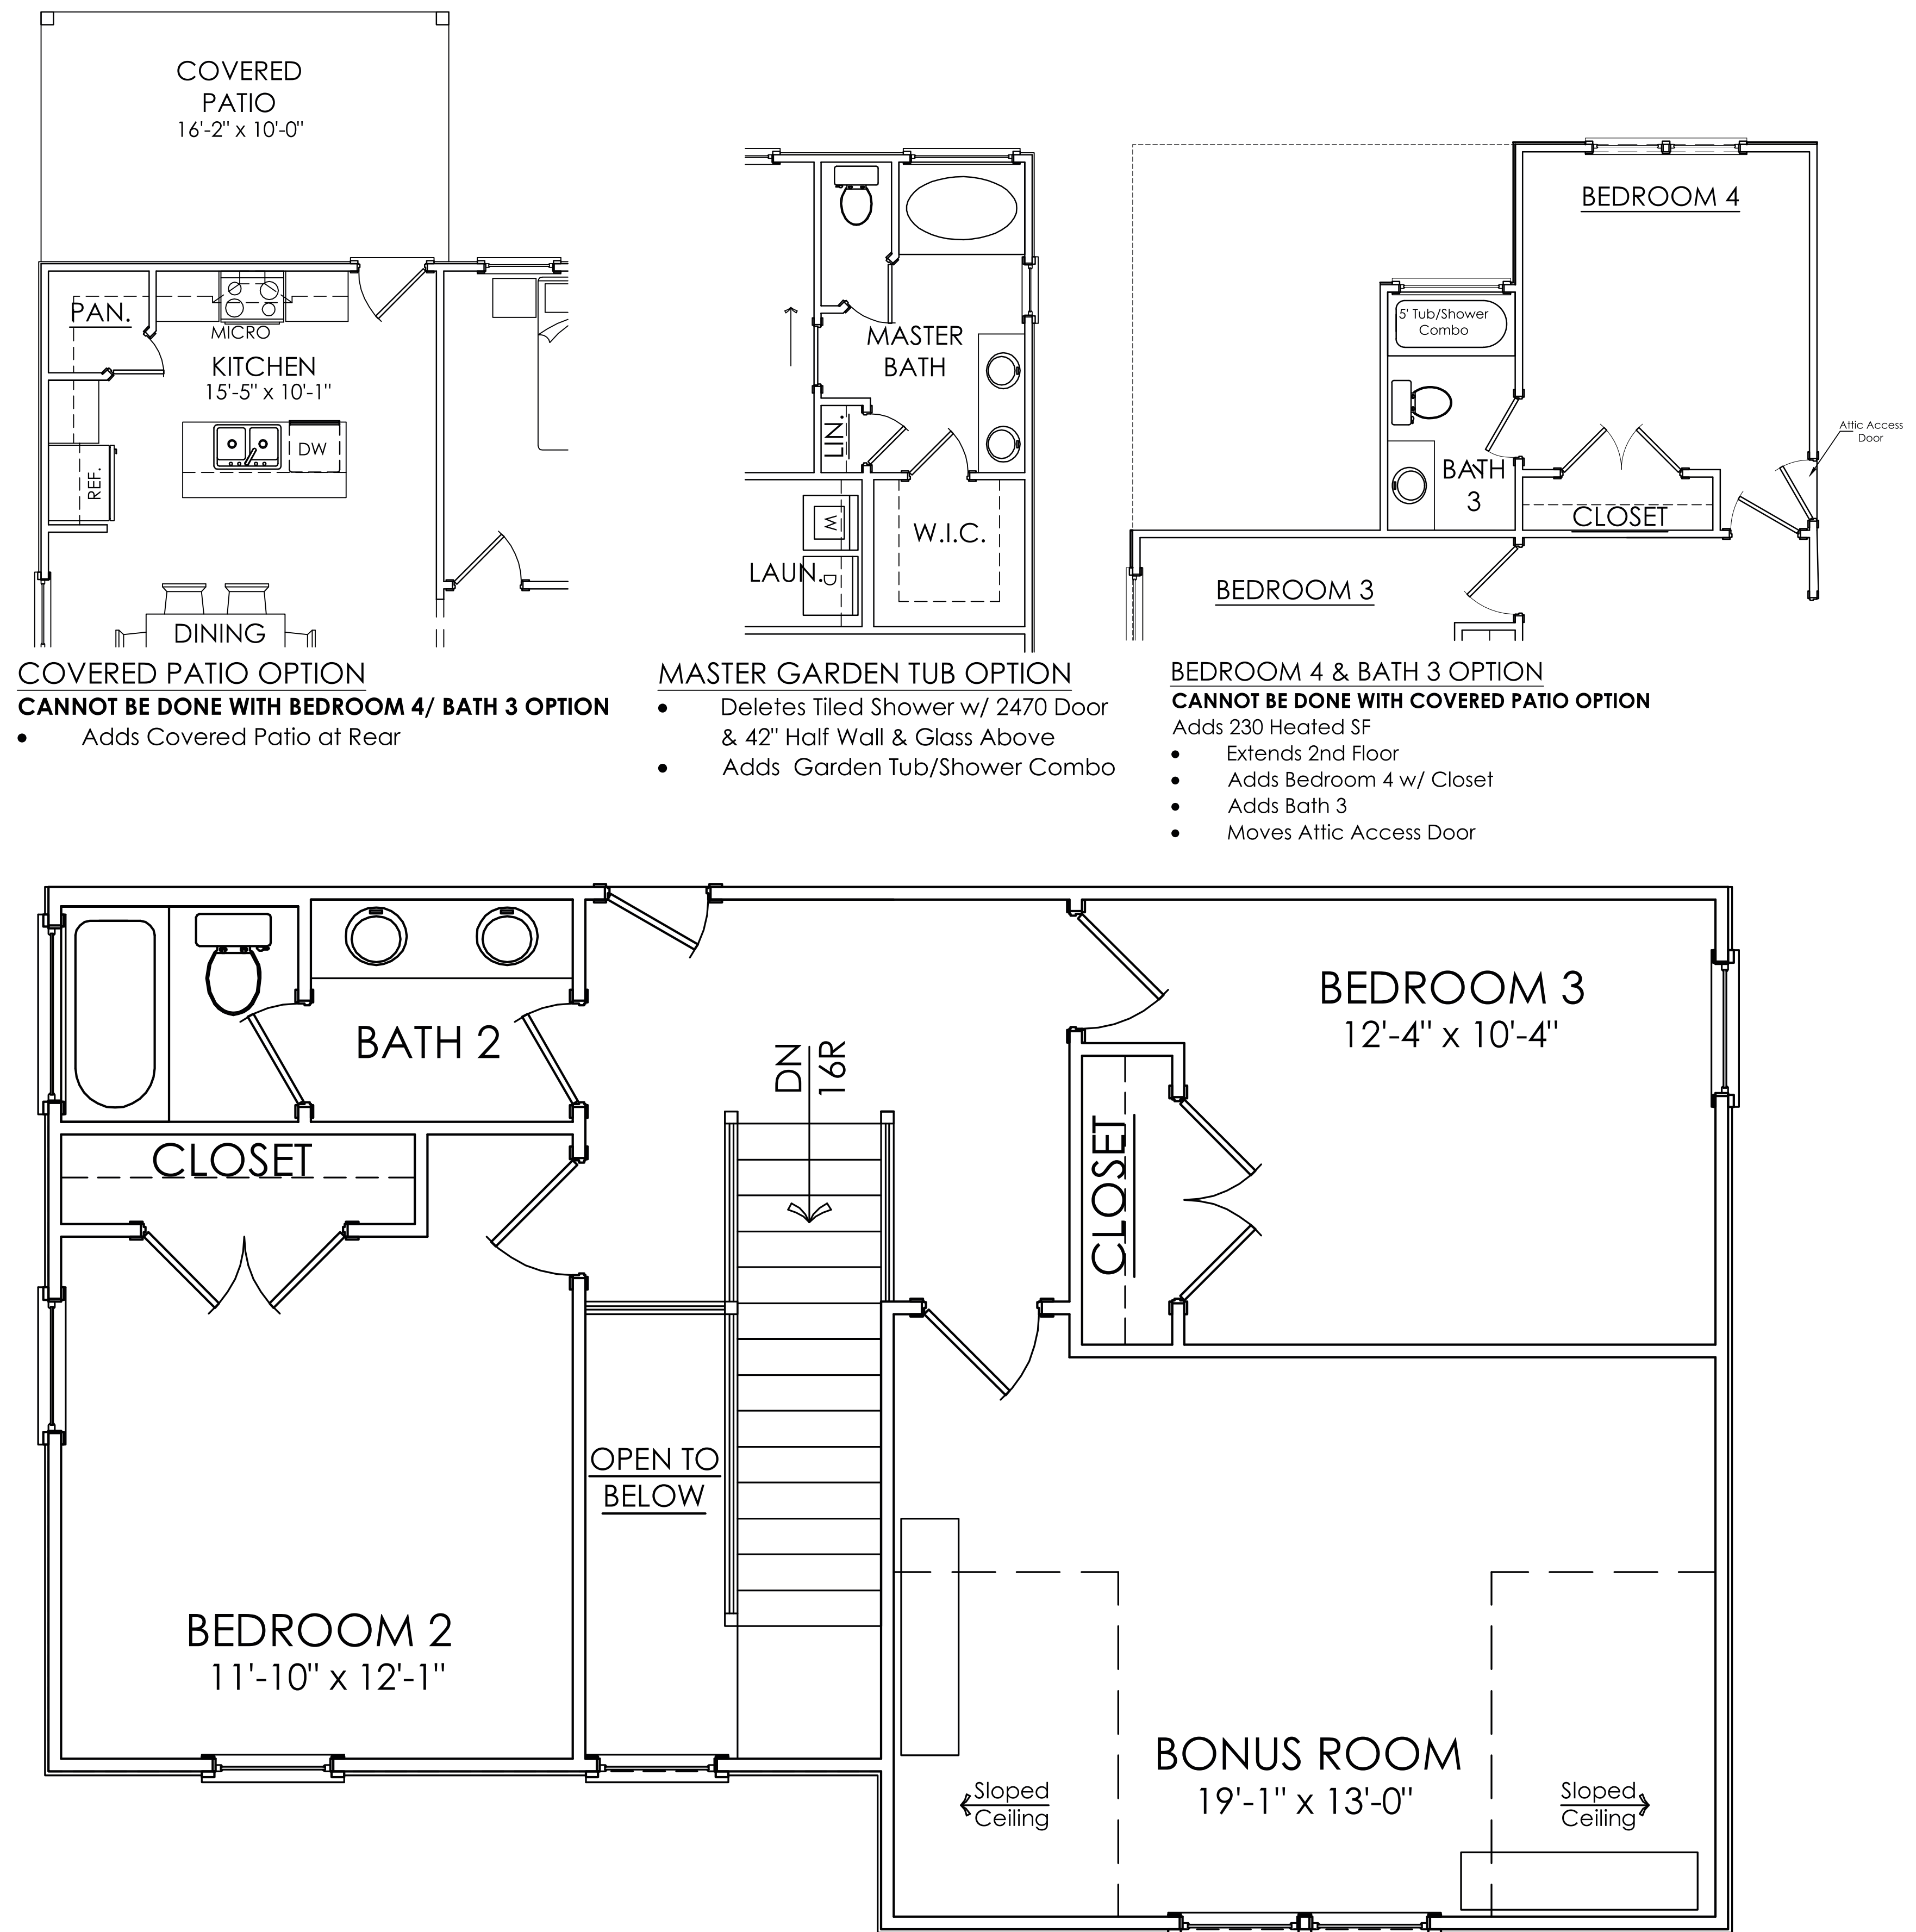 COVERED
PATIO
16'-2" x 10'-0"
PAN.
MICRO
KITCHEN
15'-5" x 10'-1"
DW
REF.
DINING
COVERED PATIO OPTION
CANNOT BE DONE WITH BEDROOM 4/ BATH 3 OPTION
• Adds Covered Patio at Rear
MASTER
BATH
LIN.
W
W.I.C.
LAUN.
D
MASTER GARDEN TUB OPTION
• Deletes Tiled Shower w/ 2470 Door
& 42" Half Wall & Glass Above
• Adds Garden Tub/Shower Combo
BEDROOM 4
5' Tub/Shower
Combo
Attic Access
Door
BATH
3
CLOSET
BEDROOM 3
BEDROOM 4 & BATH 3 OPTION
CANNOT BE DONE WITH COVERED PATIO OPTION
Adds 230 Heated SF
• Extends 2nd Floor
• Adds Bedroom 4 w/ Closet
• Adds Bath 3
• Moves Attic Access Door
BATH 2
DN
16R
BEDROOM 3
12'-4" x 10'-4"
CLOSET
CLOSET
OPEN TO
BELOW
BEDROOM 2
11'-10" x 12'-1"
BONUS ROOM
19'-1" x 13'-0"
Sloped
Ceiling
Sloped
Ceiling